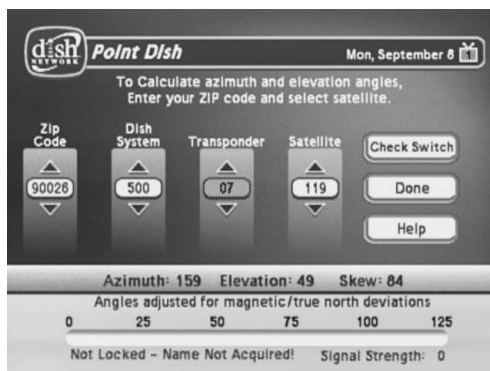 dish
NETWORK
Point Dish
Mon, September 8
To Calculate azimuth and elevation angles,
Enter your ZIP code and select satellite.
Zip Code
Dish System
Transponder
Satellite
90026
500
07
119
Check Switch
Done
Help
Azimuth: 159 Elevation: 49 Skew: 84
Angles adjusted for magnetic/true north deviations
0 25 50 75 100 125
Not Locked - Name Not Acquired! Signal Strength: 0